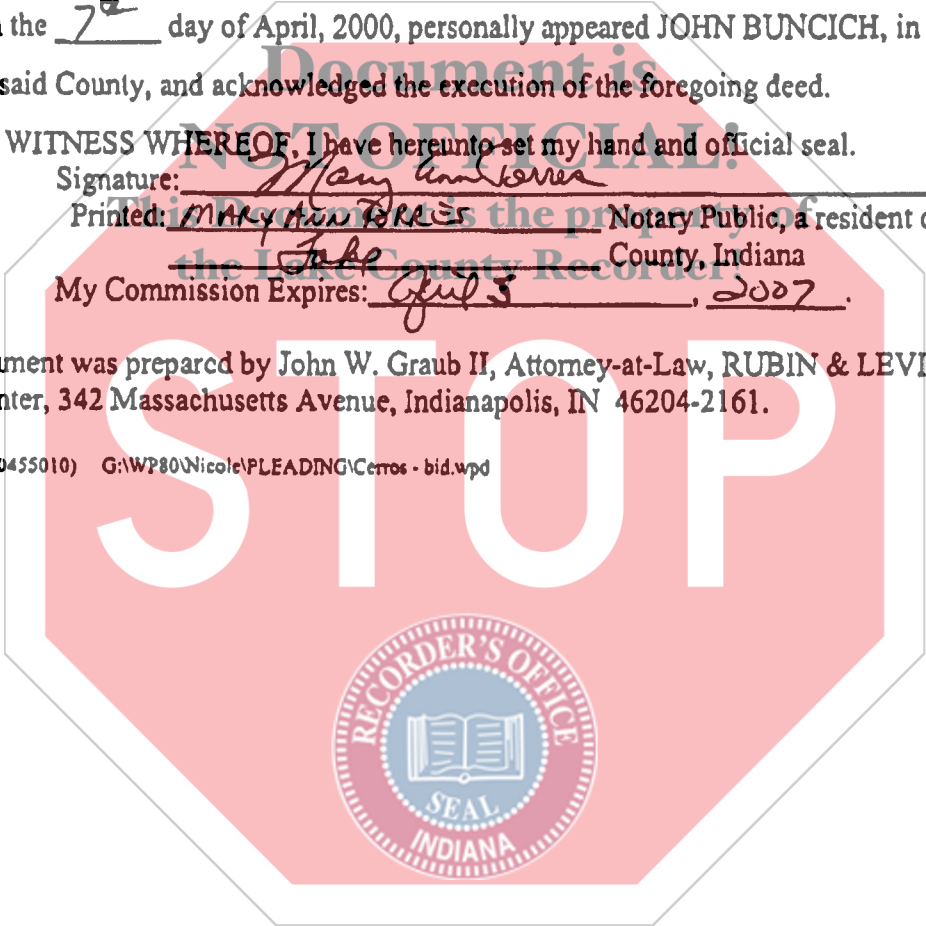 the 7th day of April, 2000, personally appeared JOHN BUNCICH, in
said County, and acknowledged the execution of the foregoing deed.
WITNESS WHEREOF, I have hereunto set my hand and official seal.
Signature: Mary Ann Torres
Printed: MARY ANN TORRES Notary Public, a resident
Lake County, Indiana
My Commission Expires: April 3, 2007.
ument was prepared by John W. Graub II, Attorney-at-Law, RUBIN & LEVI
nter, 342 Massachusetts Avenue, Indianapolis, IN 46204-2161.
0455010) G:\WP80\Nicole\PLEADING\Cerros - bid.wpd
Document is
NOT OFFICIAL!
This Document is the property of
the Lake County Recorder!
STOP
RECORDER'S OFFICE
SEAL
INDIANA